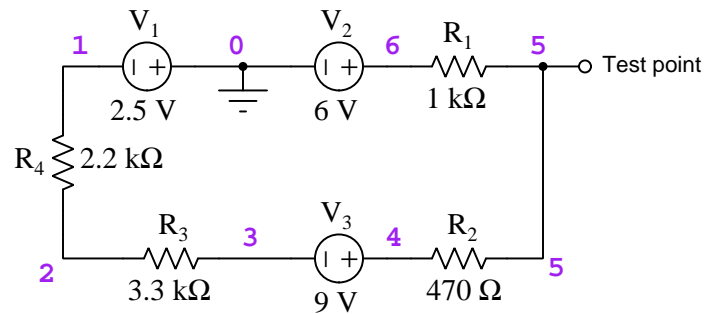 V1
V2
R1
1
0
6
5
Test point
2.5 V
6 V
1 kΩ
R4
2.2 kΩ
R3
V3
R2
2
3
4
5
3.3 kΩ
9 V
470 Ω